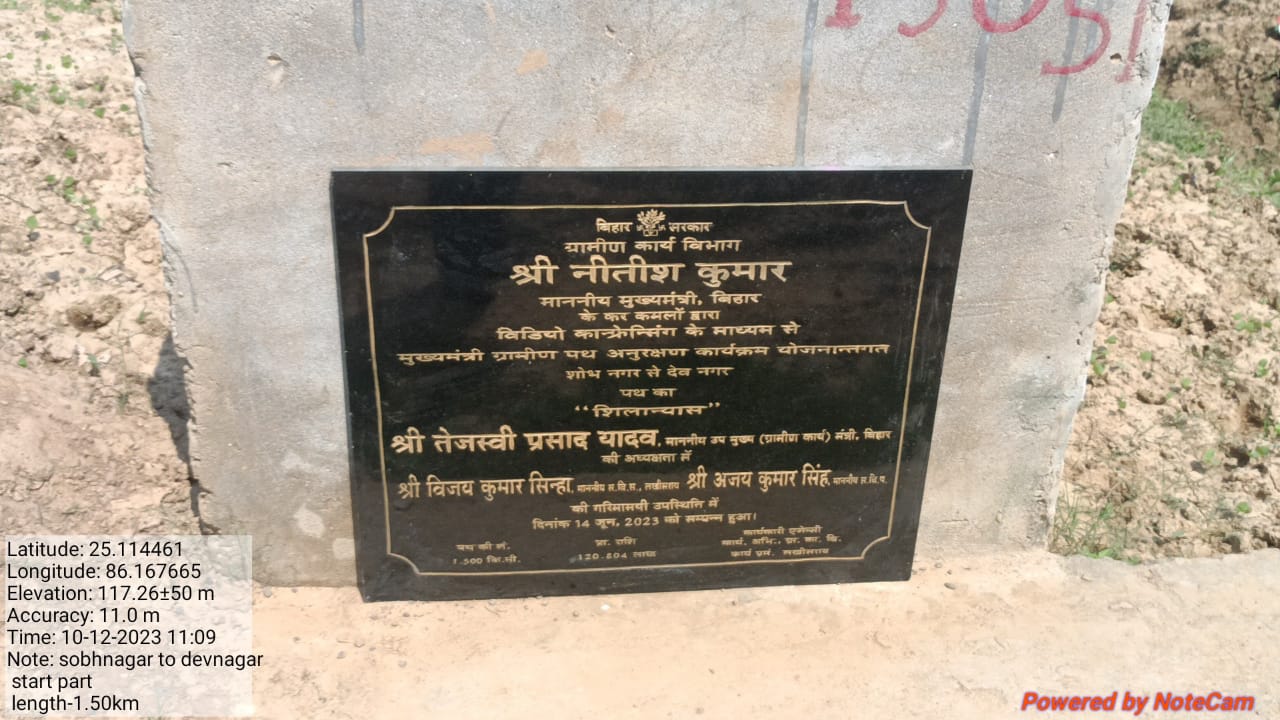 बिहार सरकार
ग्रामीण कार्य विभाग
श्री नीतीश कुमार
माननीय मुख्यमंत्री, बिहार
के कर कमलों द्वारा
विडियो कान्फ्रेन्सिंग के माध्यम से
मुख्यमंत्री ग्रामीण पथ अनुरक्षण कार्यक्रम योजनान्तगत
शोभ नगर से देव नगर
पथ का
“शिलान्यास”
श्री तेजस्वी प्रसाद यादव, माननीय उप मुख्य (ग्रामीण कार्य) मंत्री, बिहार
की अध्यक्षता में
श्री विजय कुमार सिन्हा, माननीय स.वि.स., लखीसराय श्री अजय कुमार सिंह, माननीय स.वि.प.
की गरिमामयी उपस्थिति में
दिनांक 14 जून, 2023 को सम्पन्न हुआ।
पथ की लं.
1.500 कि.मी.
प्रा. राशि
120.804 लाख
कार्यकारी एजेन्सी
कार्य. अभि., ग्रा. का. वि.
कार्य प्रमं. लखीसराय
Latitude: 25.114461
Longitude: 86.167665
Elevation: 117.26±50 m
Accuracy: 11.0 m
Time: 10-12-2023 11:09
Note: sobhnagar to devnagar
start part
length-1.50km
Powered by NoteCam